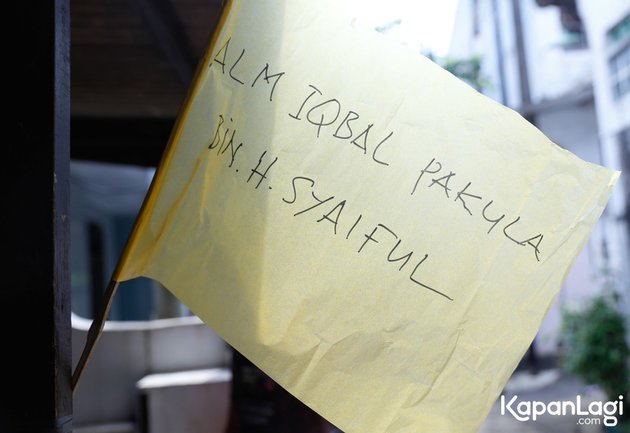 ALM IQBAL PAKULA
BIN. H. SYAIFUL
KapanLagi
.com